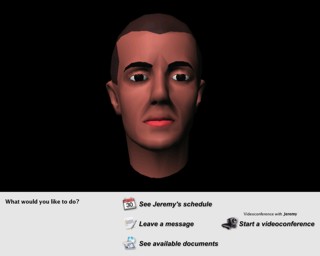 What would you like to do?
30
See Jeremy's schedule
Leave a message
See available documents
Videoconference with Jeremy
Start a videoconference